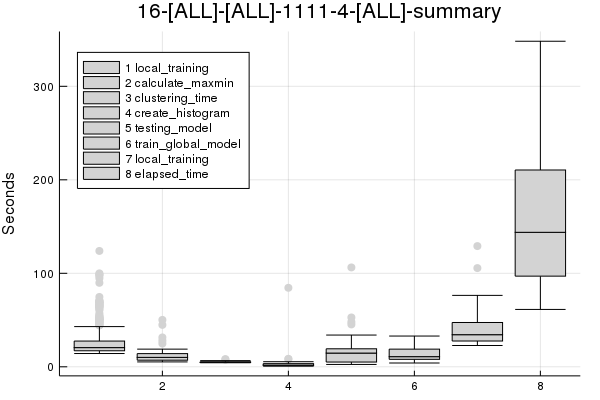 16-[ALL]-[ALL]-1111-4-[ALL]-summary
Seconds
300
200
100
0
1 local_training
2 calculate_maxmin
3 clustering_time
4 create_histogram
5 testing_model
6 train_global_model
7 local_training
8 elapsed_time
2 4 6 8